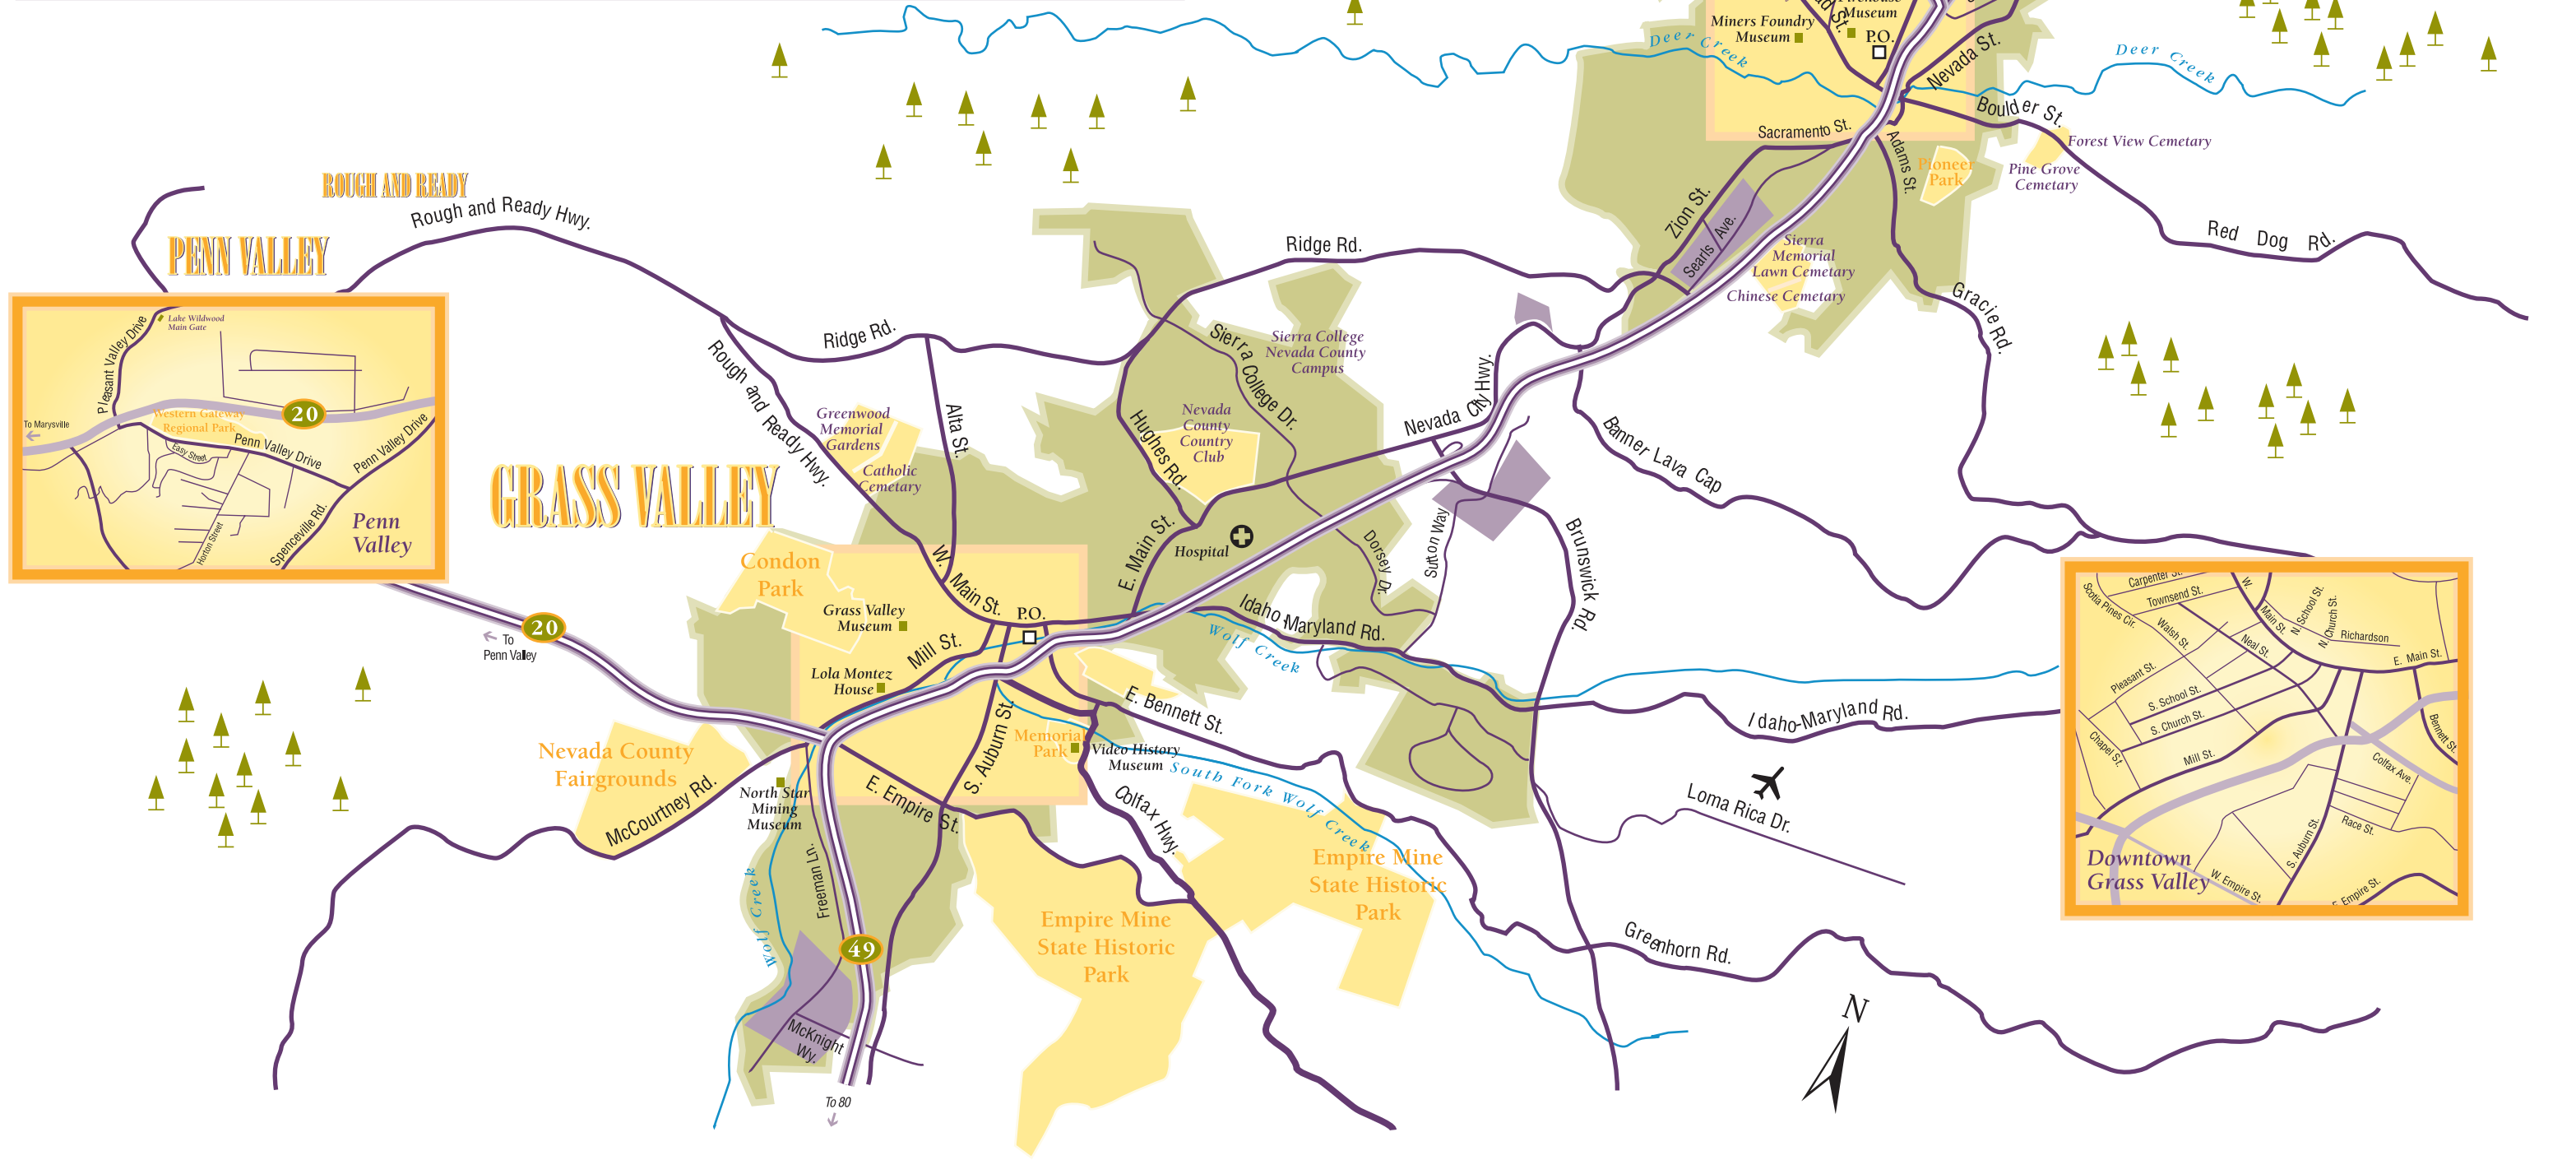 Miners Foundry
Museum
Museum
P.O.
Nevada St.
Deer Creek
Deer Creek
Boulder St.
Sacramento St.
Adams St.
Pioneer
Park
Forest View Cemetary
Pine Grove
Cemetary
Zion St.
Searls Ave.
Sierra
Memorial
Lawn Cemetary
Chinese Cemetary
Red Dog Rd.
Gracie Rd.
ROUGH AND READY
Rough and Ready Hwy.
PENN VALLEY
Lake Wildwood
Main Gate
Pleasant Valley Drive
20
Western Gateway
Regional Park
To Marysville
Easy Street
Penn Valley Drive
Penn Valley Drive
Horton Street
Spenceville Rd.
Penn
Valley
Ridge Rd.
Ridge Rd.
Rough and Ready Hwy.
Alta St.
Greenwood
Memorial
Gardens
Catholic
Cemetary
GRASS VALLEY
Sierra College Dr.
Sierra College
Nevada County
Campus
Nevada
County
Country
Club
Hughes Rd.
Nevada City Hwy.
Banner Lava Cap
Hospital
E. Main St.
Dorsey Dr.
Sutton Way
Brunswick Rd.
Condon
Park
W. Main St.
P.O.
Grass Valley
Museum
Mill St.
Lola Montez
House
20
To
Penn Valley
Idaho-Maryland Rd.
Wolf Creek
Idaho-Maryland Rd.
E. Bennett St.
S. Auburn St.
Memorial
Park
Video History
Museum
South Fork Wolf Creek
Nevada County
Fairgrounds
McCourtney Rd.
North Star
Mining
Museum
E. Empire St.
Colfax Hwy.
Loma Rica Dr.
Freeman Ln.
Wolf Creek
49
Empire Mine
State Historic
Park
Empire Mine
State Historic
Park
Greenhorn Rd.
McKnight
Wy.
To 80
N
Carpenter St.
Scotia Pines Cir.
Townsend St.
W. Main St.
N. School St.
N. Church St.
Richardson
Walsh St.
Neal St.
E. Main St.
Pleasant St.
S. School St.
S. Church St.
Chapel St.
Mill St.
Bennett St.
Colfax Ave.
Race St.
S. Auburn St.
W. Empire St.
E. Empire St.
Downtown
Grass Valley